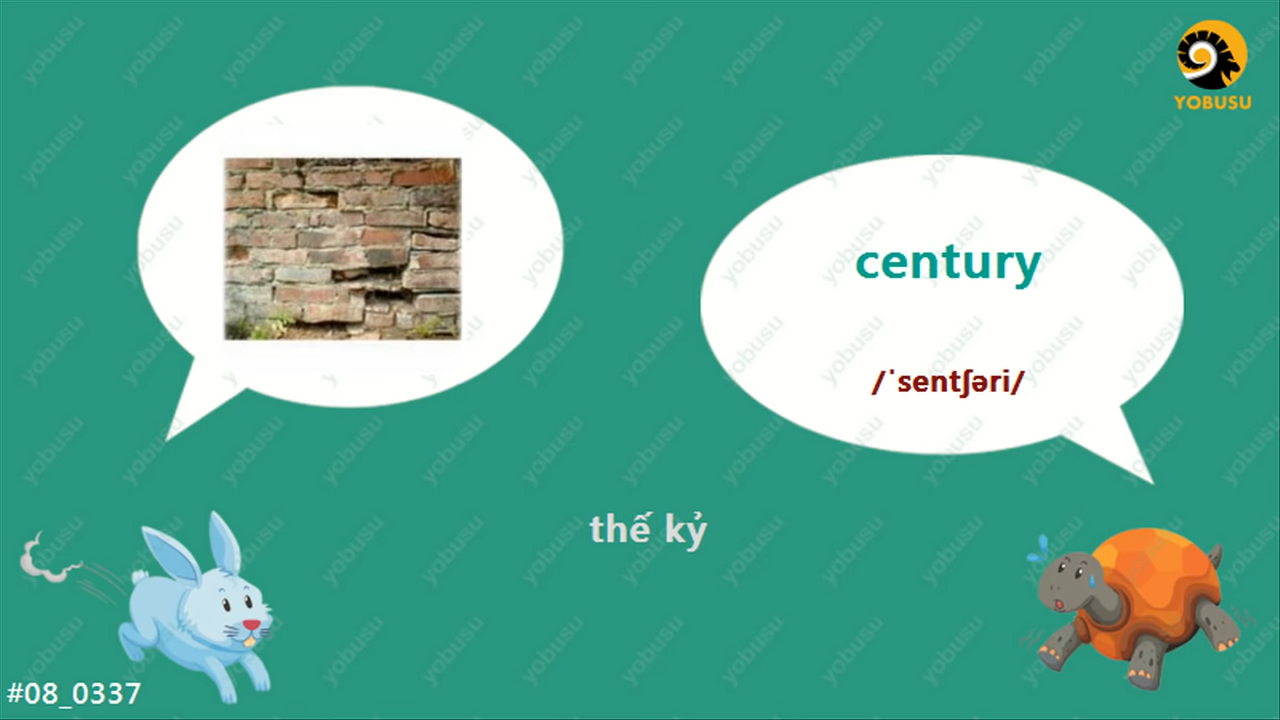 YOBUSU
century
/ˈsentʃəri/
thế kỷ
#08_0337